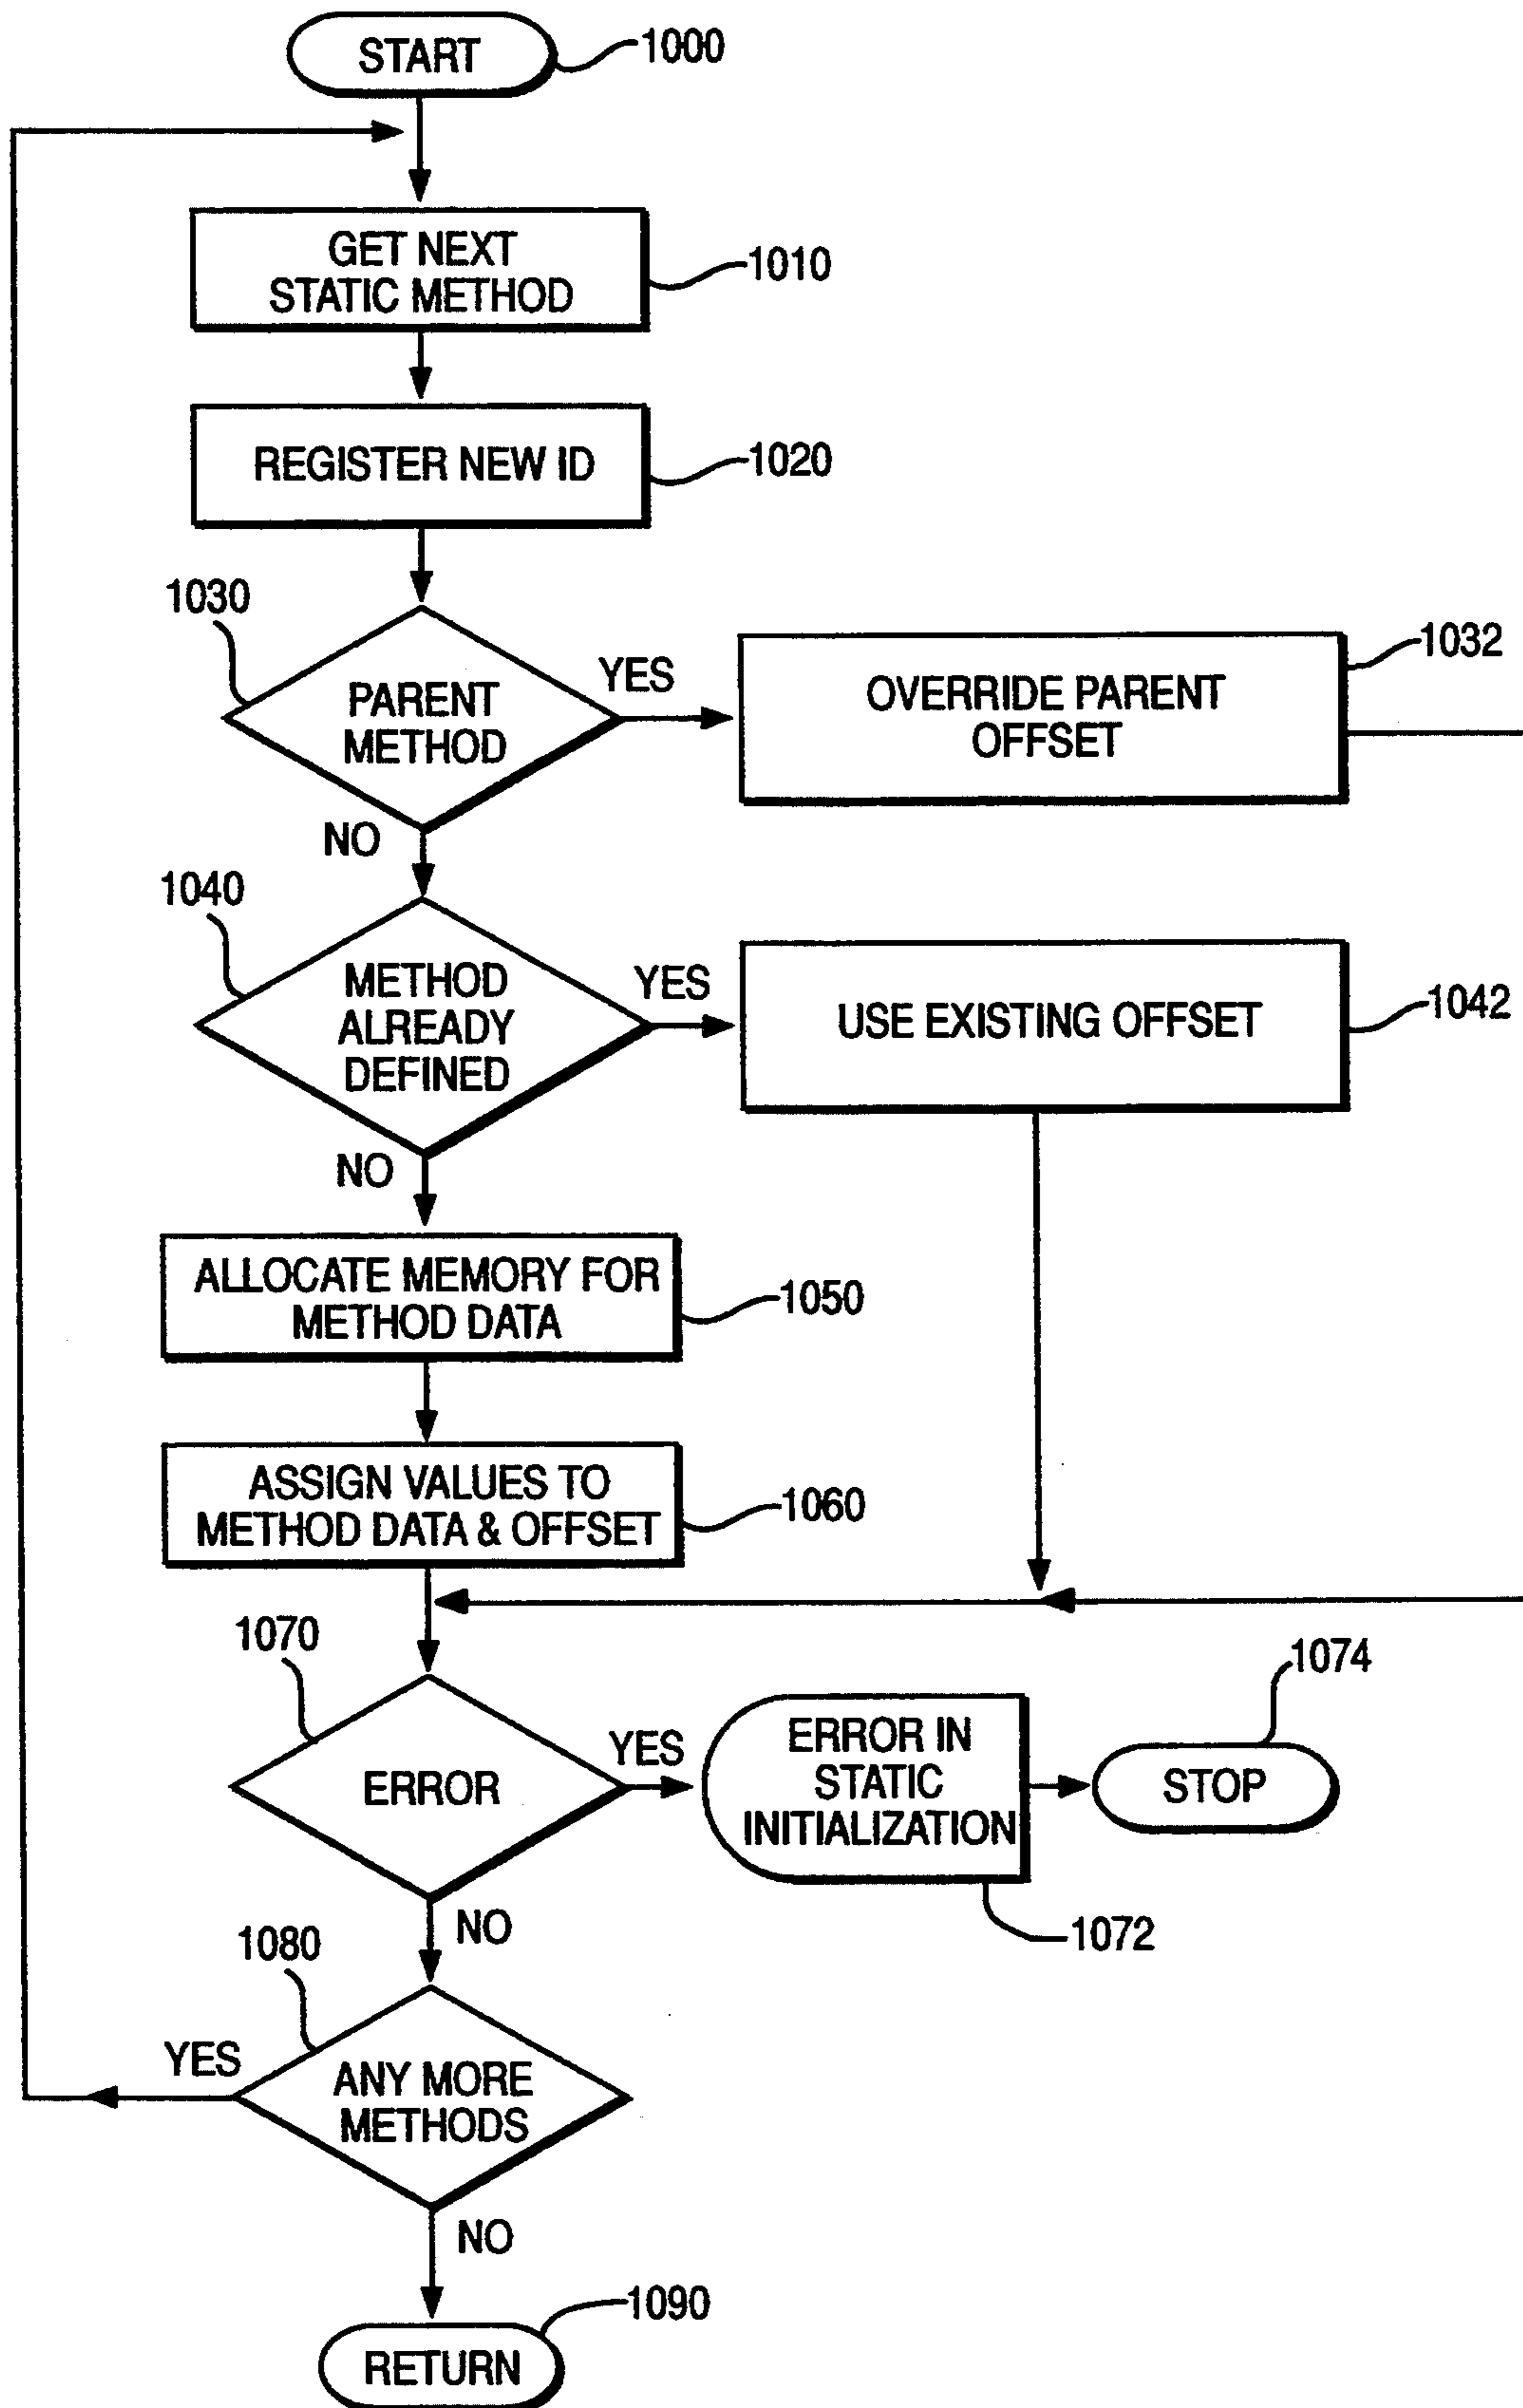 START
1000
GET NEXT
STATIC METHOD
1010
REGISTER NEW ID
1020
1030
PARENT
METHOD
YES
OVERRIDE PARENT
OFFSET
1032
NO
1040
METHOD
ALREADY
DEFINED
YES
USE EXISTING OFFSET
1042
NO
ALLOCATE MEMORY FOR
METHOD DATA
1050
ASSIGN VALUES TO
METHOD DATA & OFFSET
1060
1070
ERROR
YES
ERROR IN
STATIC
INITIALIZATION
1072
STOP
1074
NO
1080
YES
ANY MORE
METHODS
NO
RETURN
1090